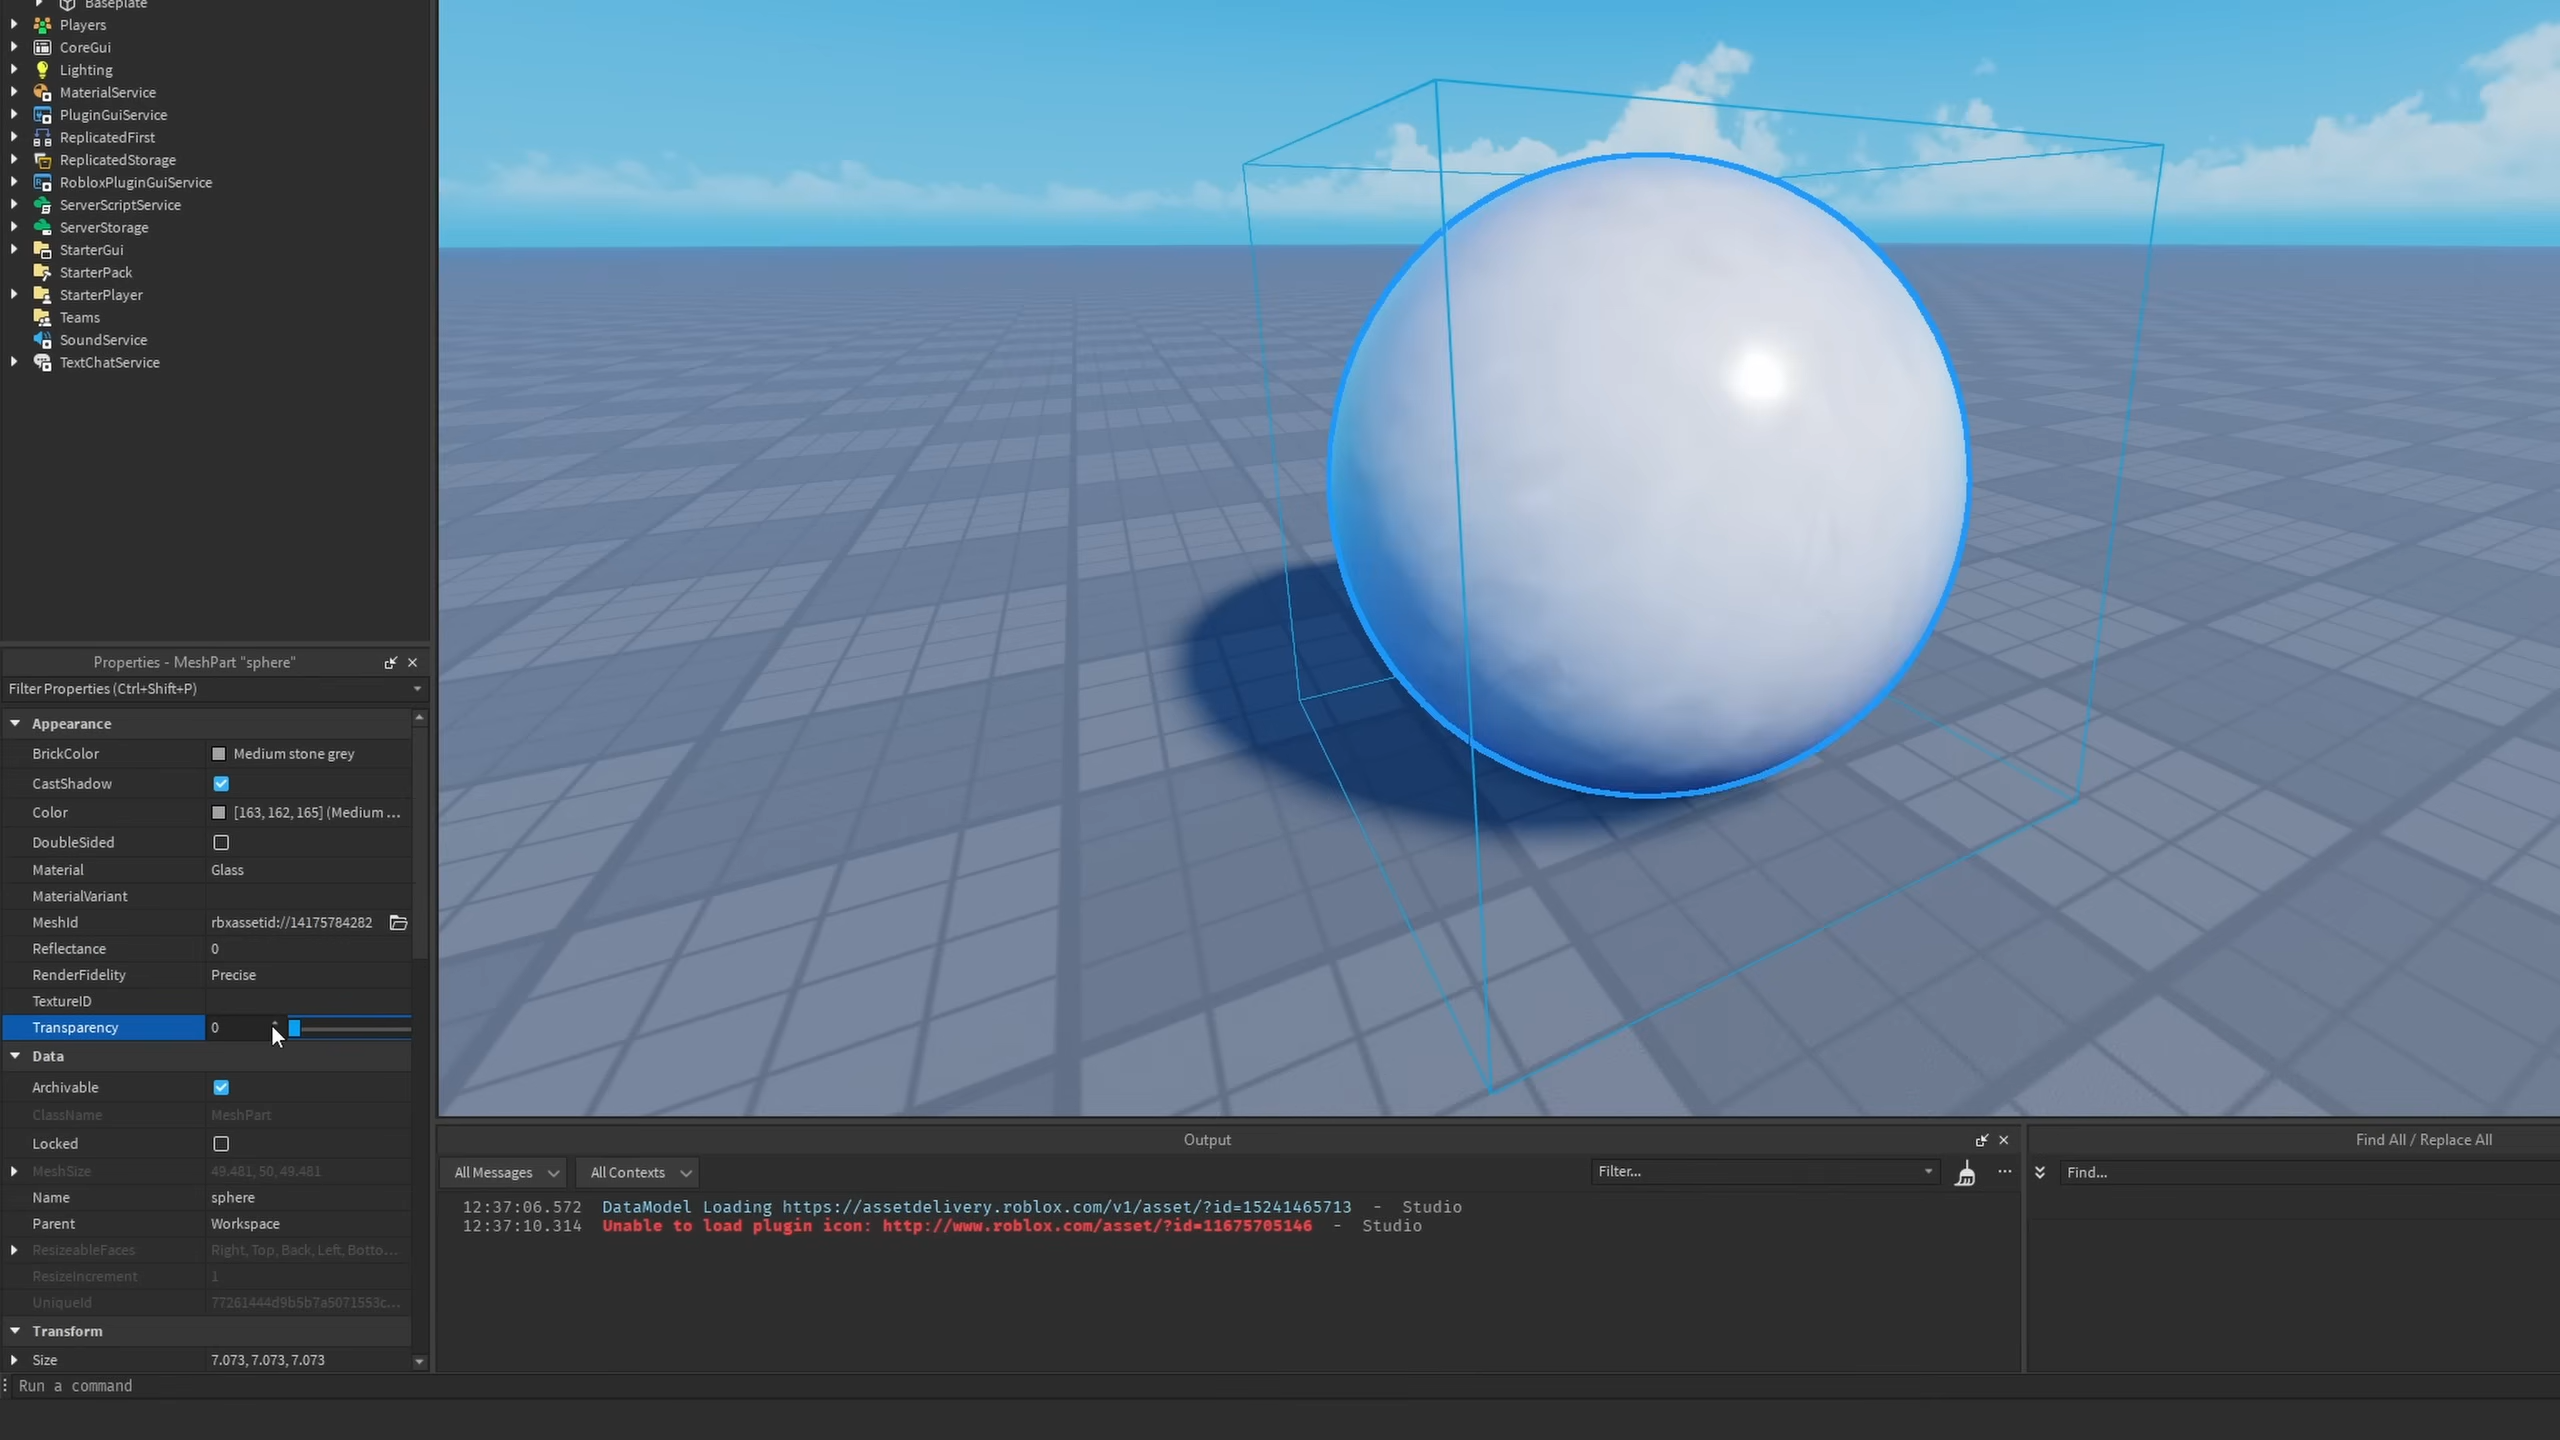 Baseplate
Players
CoreGui
Lighting
MaterialService
PluginGuiService
ReplicatedFirst
ReplicatedStorage
RobloxPluginGuiService
ServerScriptService
ServerStorage
StarterGui
StarterPack
StarterPlayer
Teams
SoundService
TextChatService
Properties - MeshPart "sphere"
Filter Properties (Ctrl+Shift+P)
Appearance
BrickColor Medium stone grey
CastShadow
Color [163, 162, 165] (Medium ...
DoubleSided
Material Glass
MaterialVariant
MeshId rbxassetid://14175784282
Reflectance 0
RenderFidelity Precise
TextureID
Transparency 0
Data
Archivable
ClassName MeshPart
Locked
MeshSize 49.481, 50, 49.481
Name sphere
Parent Workspace
ResizeableFaces Right, Top, Back, Left, Botto...
ResizeIncrement 1
UniqueId 77261444d9b5b7a5071553c...
Transform
Size 7.073, 7.073, 7.073
Run a command
Output
All Messages All Contexts Filter... ...
12:37:06.572 DataModel Loading https://assetdelivery.roblox.com/v1/asset/?id=15241465713 - Studio
12:37:10.314 Unable to load plugin icon: http://www.roblox.com/asset/?id=11675705146 - Studio
Find All / Replace All
Find...